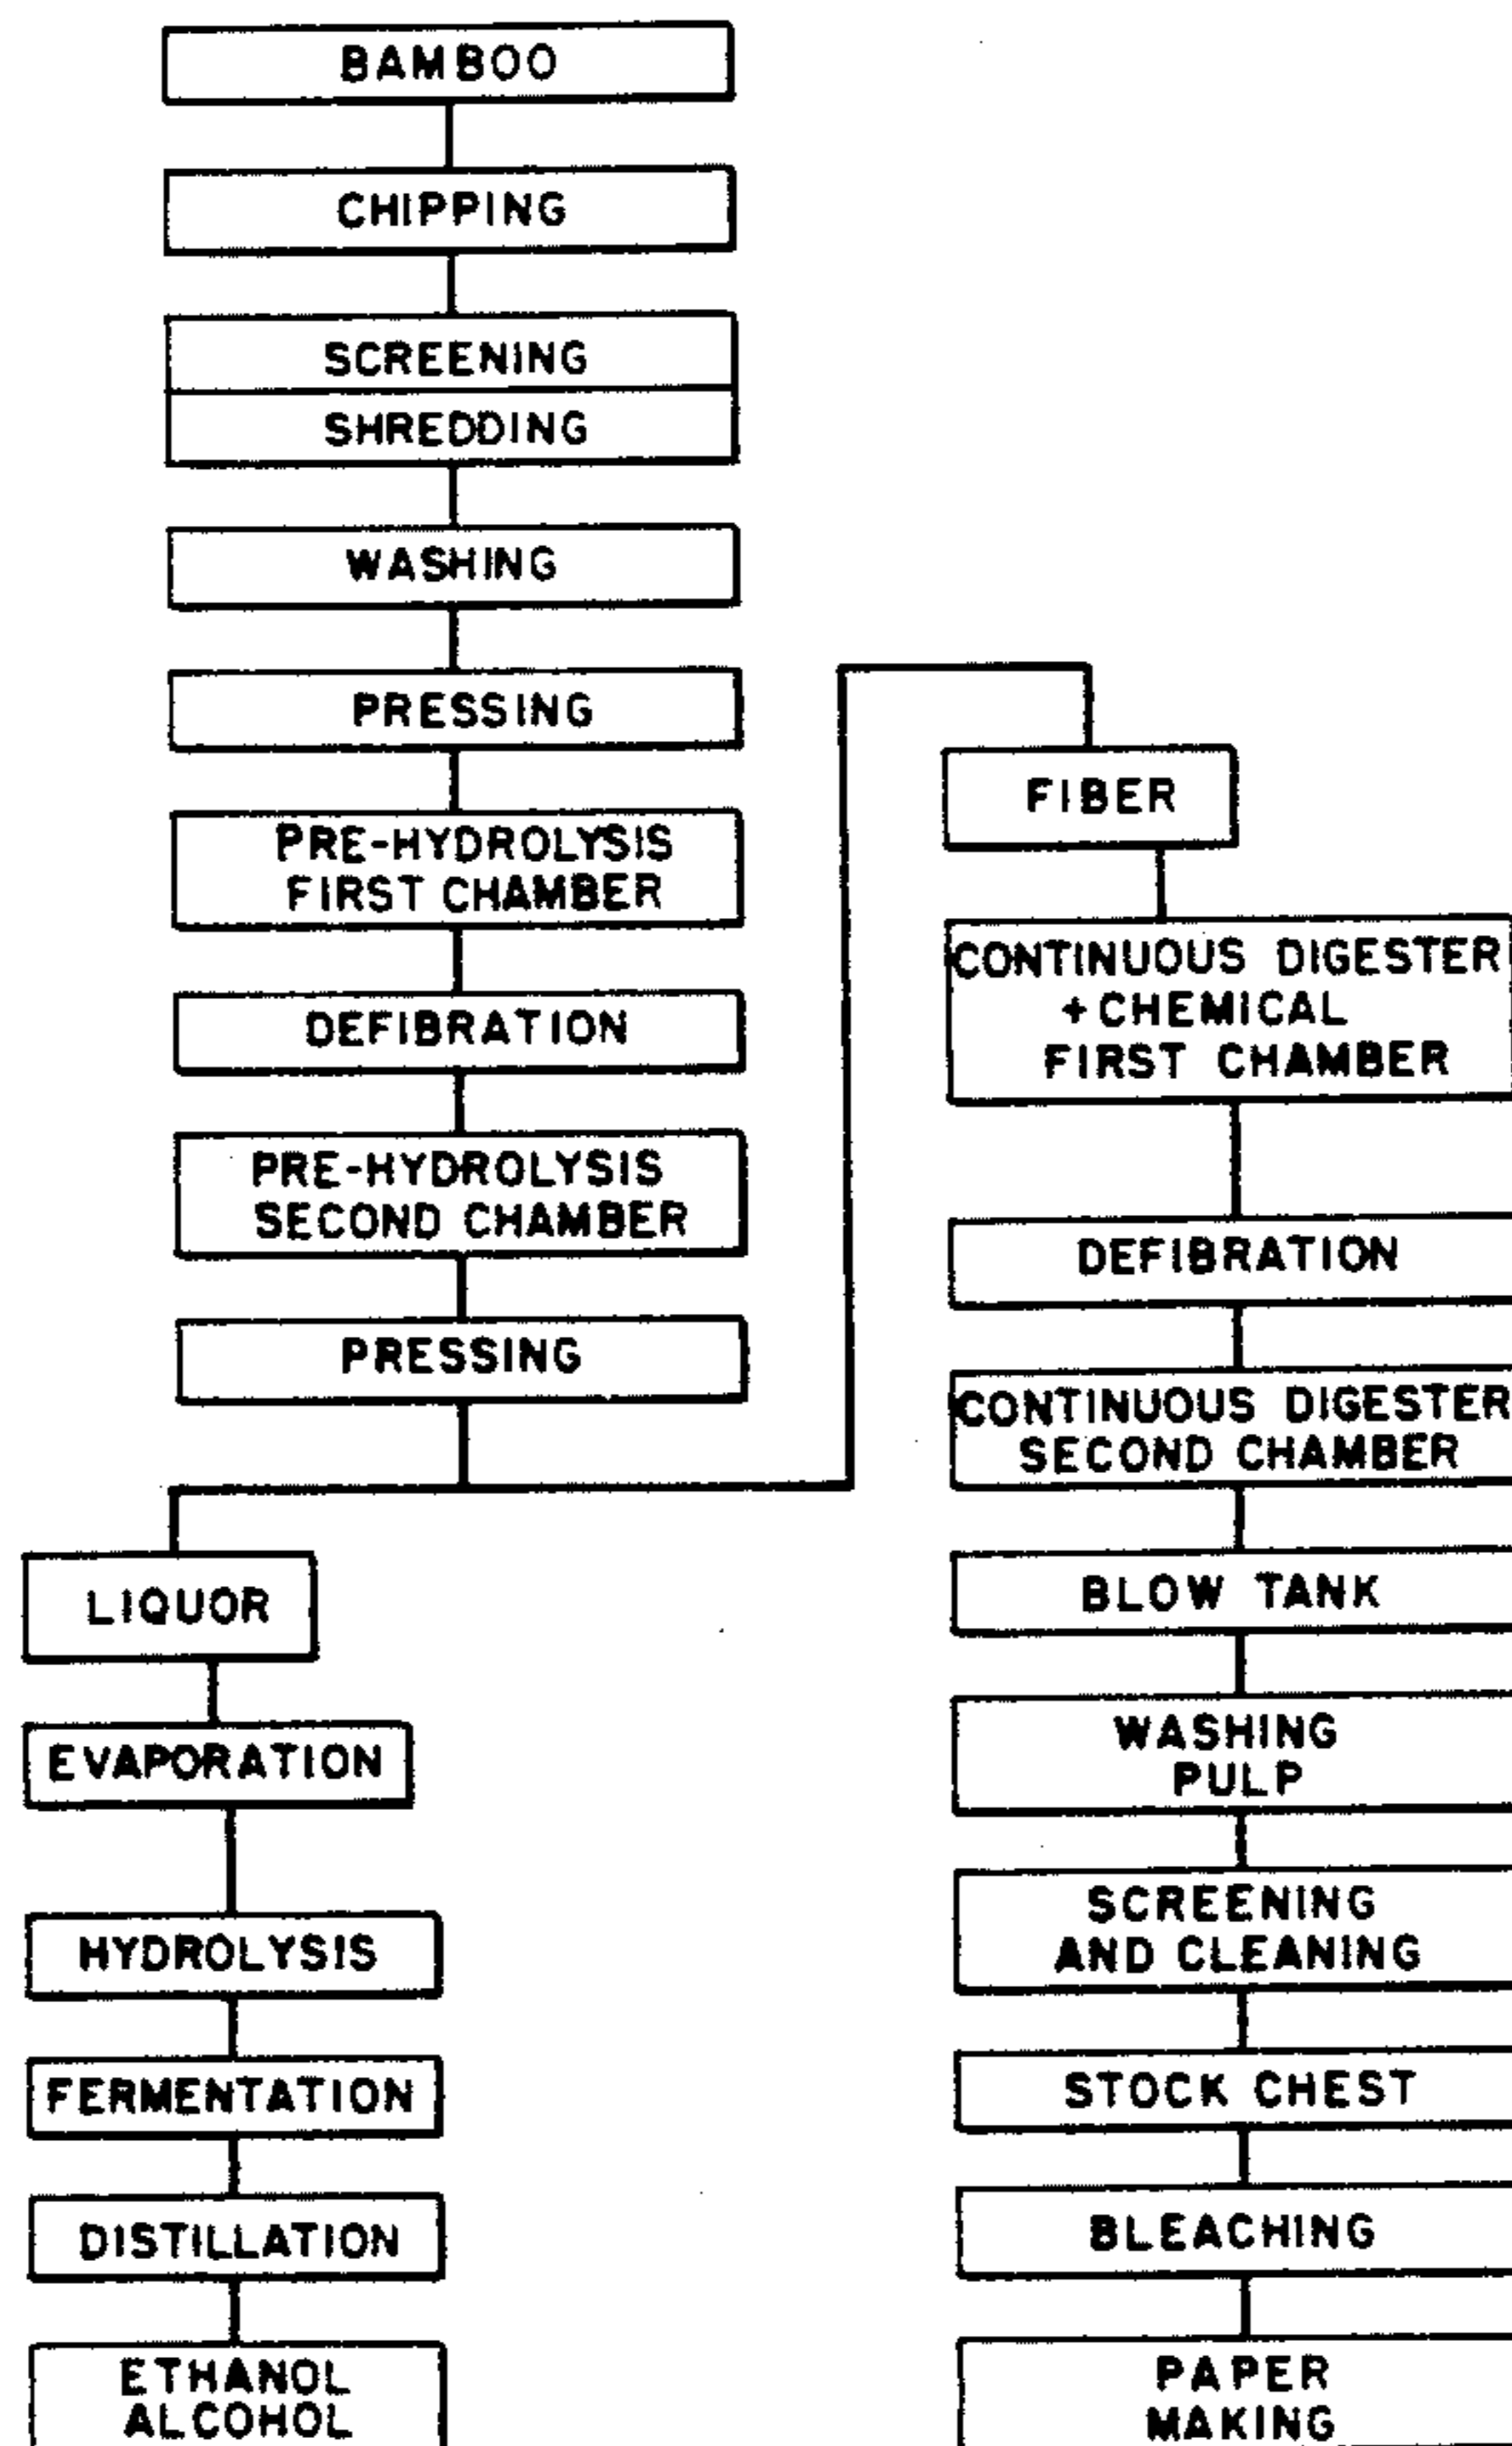 BAMBOO
CHIPPING
SCREENING
SHREDDING
WASHING
PRESSING
PRE-HYDROLYSIS
FIRST CHAMBER
DEFIBRATION
PRE-HYDROLYSIS
SECOND CHAMBER
PRESSING
LIQUOR
EVAPORATION
HYDROLYSIS
FERMENTATION
DISTILLATION
ETHANOL
ALCOHOL
FIBER
CONTINUOUS DIGESTER
+CHEMICAL
FIRST CHAMBER
DEFIBRATION
CONTINUOUS DIGESTER
SECOND CHAMBER
BLOW TANK
WASHING
PULP
SCREENING
AND CLEANING
STOCK CHEST
BLEACHING
PAPER
MAKING